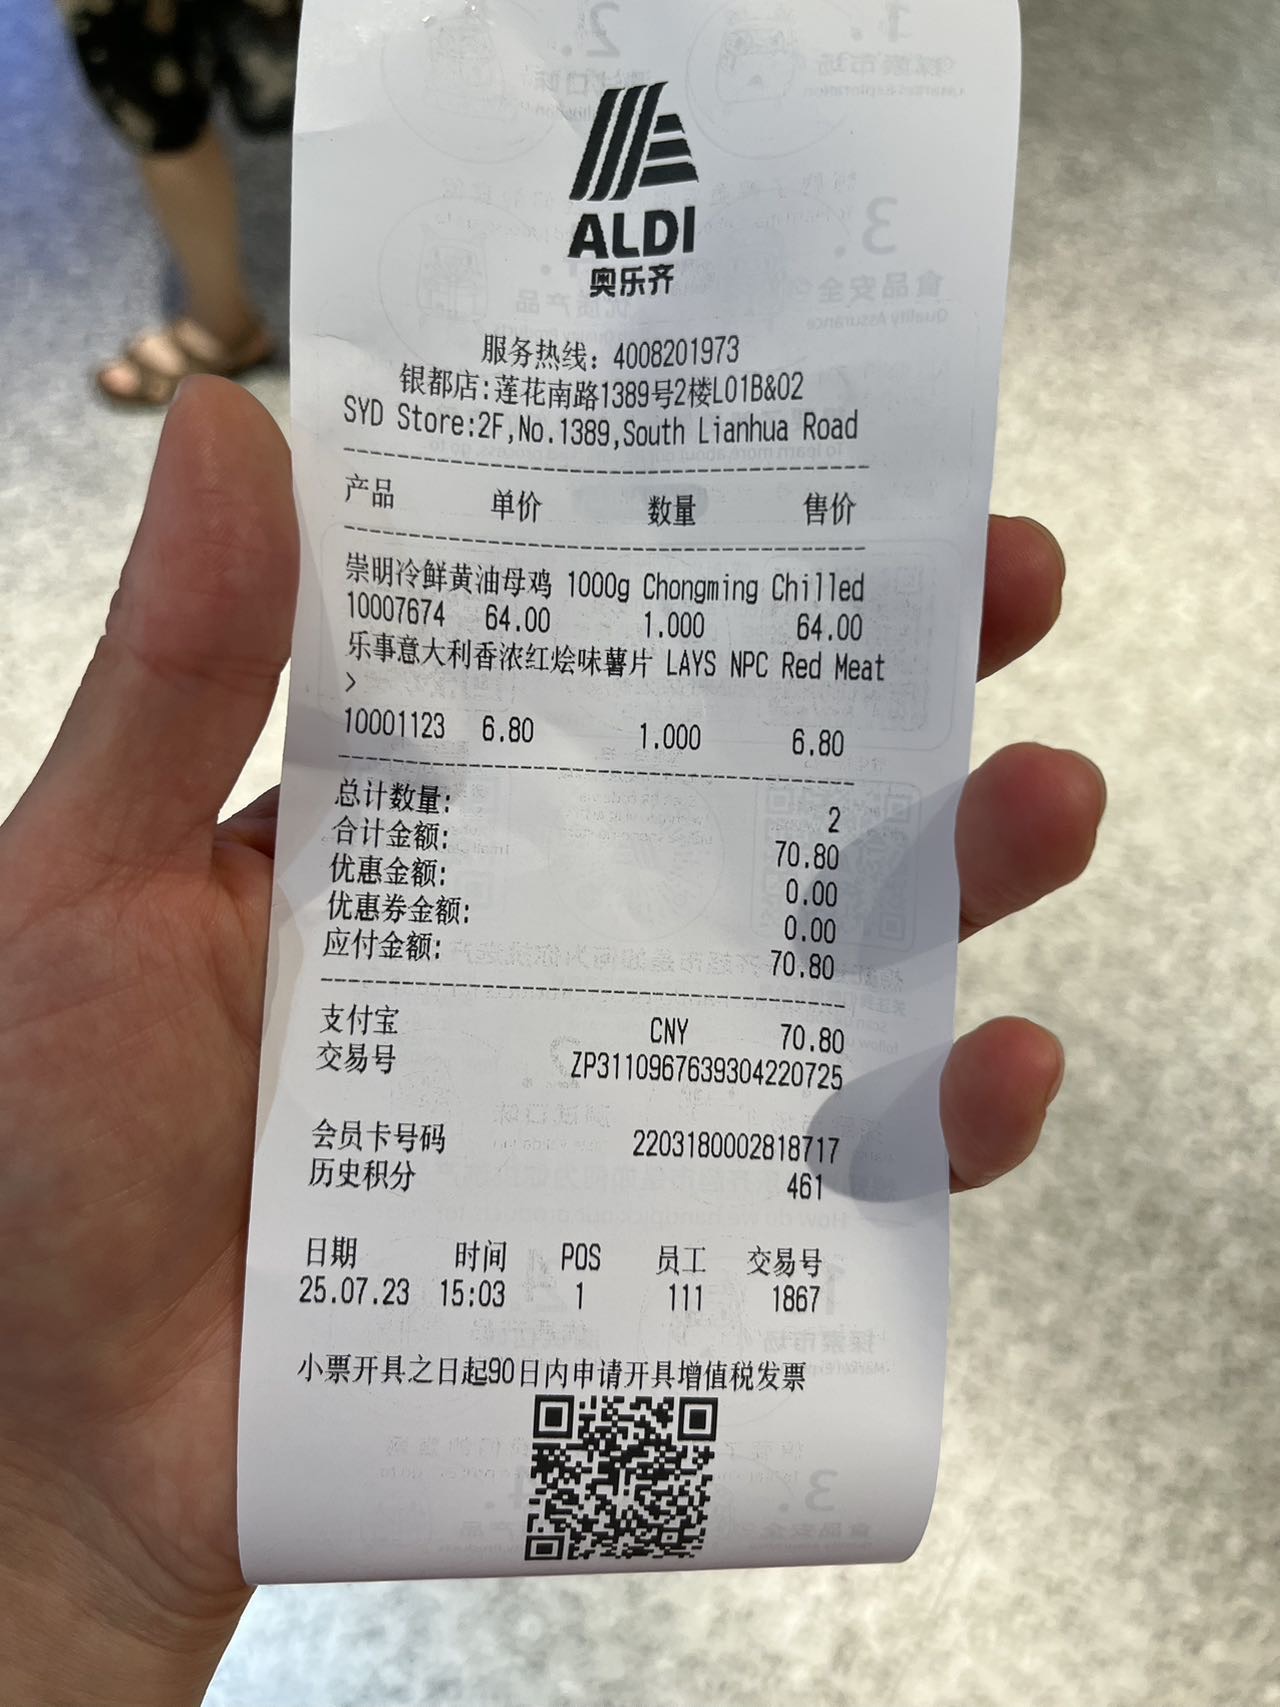 ALDI
奥乐齐
服务热线: 4008201973
银都店:莲花南路1389号2楼L01B&02
SYD Store:2F,No.1389,South Lianhua Road
产品 单价 数量 售价
崇明冷鲜黄油母鸡 1000g Chongming Chilled
10007674 64.00 1.000 64.00
乐事意大利香浓红烩味薯片 LAYS NPC Red Meat
>
10001123 6.80 1.000 6.80
总计数量: 2
合计金额: 70.80
优惠金额: 0.00
优惠券金额: 0.00
应付金额: 70.80
支付宝 CNY 70.80
交易号 ZP3110967639304220725
会员卡号码 2203180002818717
历史积分 461
日期 时间 POS 员工 交易号
25.07.23 15:03 1 111 1867
小票开具之日起90日内申请开具增值税发票